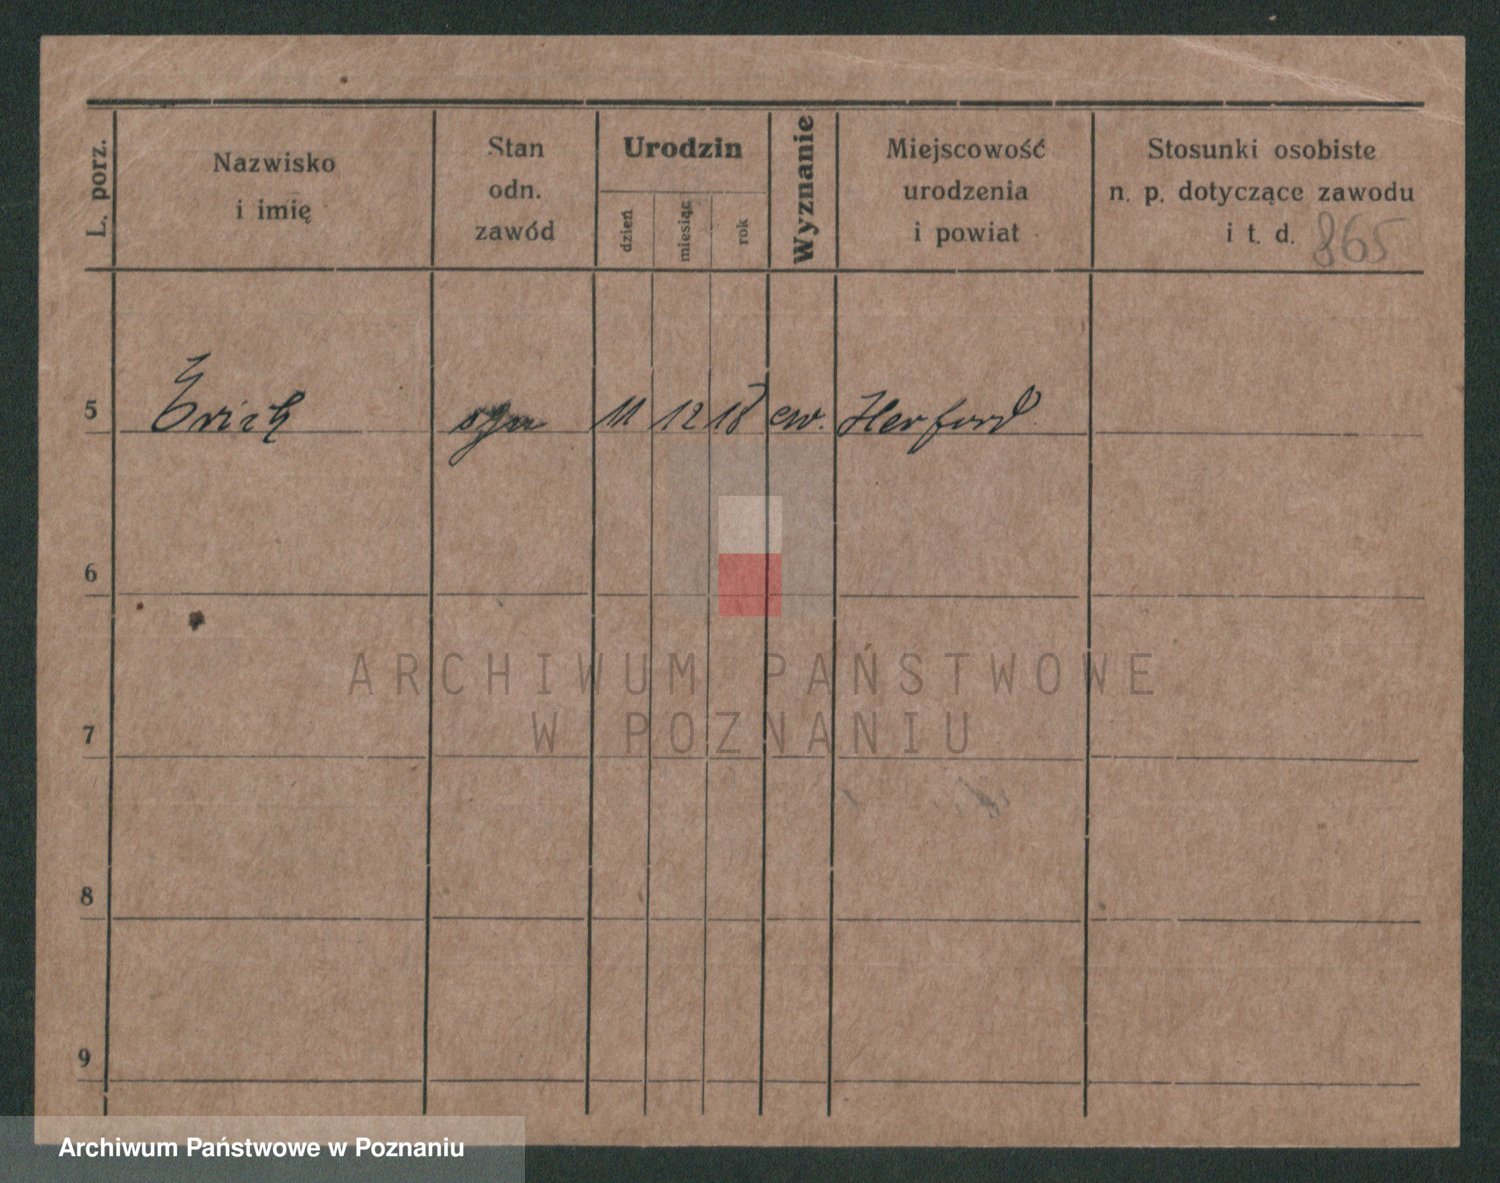 L. porz.
Nazwisko
i imię
Stan
odn.
zawód
Urodzin
dzień
miesiąc
rok
Wyznanie
Miejscowość
urodzenia
i powiat
Stosunki osobiste
n. p. dotyczące zawodu
i t. d. 865
5 Erich syn 11 12 18 ew. Herford
6
ARCHIWUM PAŃSTWOWE
W POZNANIU
7
8
9
Archiwum Państwowe w Poznaniu